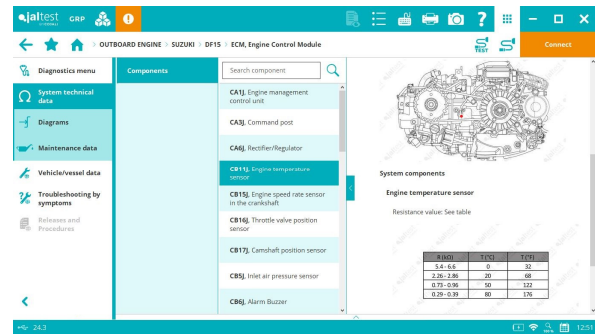 jaltest GRP
OUTBOARD ENGINE > SUZUKI > DF15 > ECM, Engine Control Module
TEST
Connect
Diagnostics menu
System technical
data
Diagrams
Maintenance data
Vehicle/vessel data
Troubleshooting by
symptoms
Releases and
Procedures
Components
Search component
CA1J, Engine management
control unit
CA3J, Command post
CA6J, Rectifier/Regulator
CB11J, Engine temperature
sensor
CB15J, Engine speed rate sensor
in the crankshaft
CB16J, Throttle valve position
sensor
CB17J, Camshaft position sensor
CB5J, Inlet air pressure sensor
CB6J, Alarm Buzzer
System components
Engine temperature sensor
Resistance value: See table
R (kΩ) T (°C) T (°F)
5.4 - 6.6 0 32
2.26 - 2.86 20 68
0.73 - 0.96 50 122
0.29 - 0.39 80 176
24.3
12:51